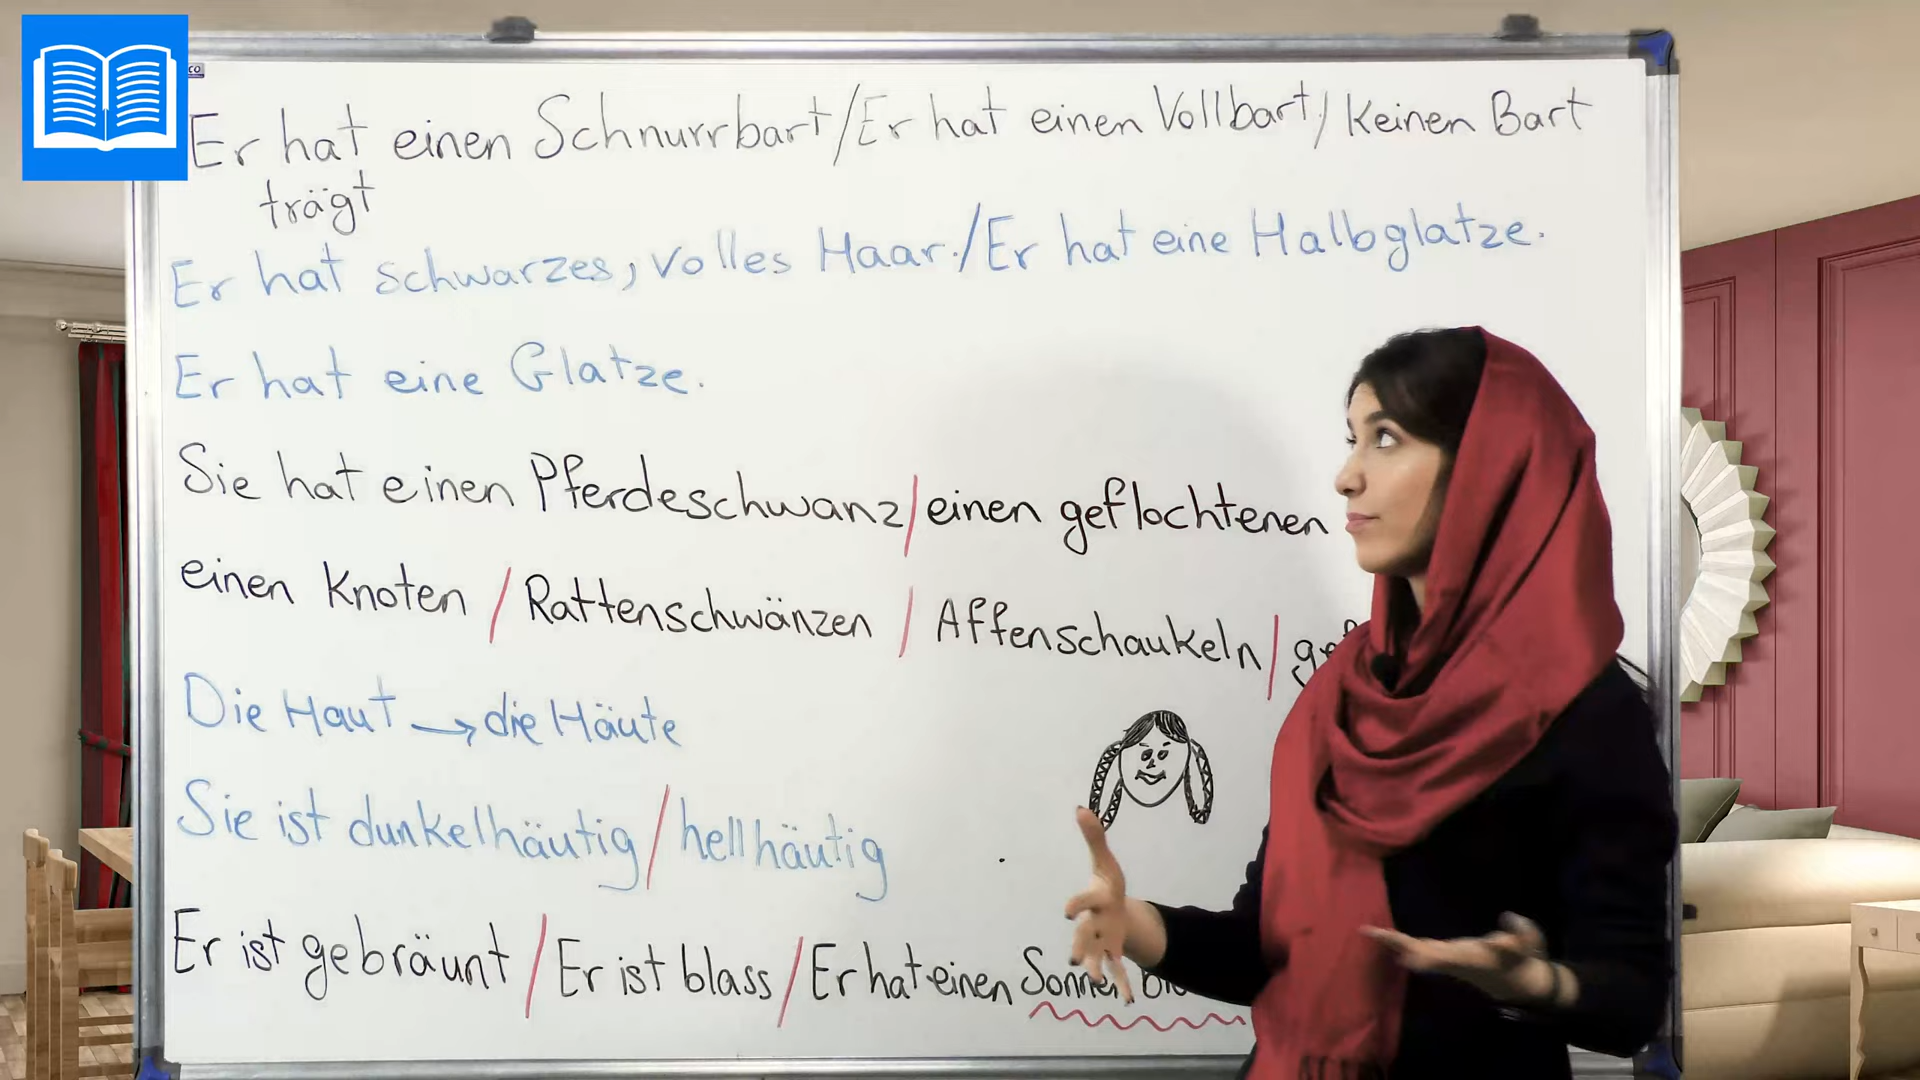 co
Er hat einen Schnurrbart/Er hat einen Vollbart/keinen Bart
trägt
Er hat schwarzes, volles Haar./Er hat eine Halbglatze.
Er hat eine Glatze.
Sie hat einen Pferdeschwanz/einen geflochtenen
einen Knoten / Rattenschwänzen / Affenschaukeln/
Die Haut → die Häute
Sie ist dunkelhäutig/hellhäutig
Er ist gebräunt / Er ist blass / Er hat einen